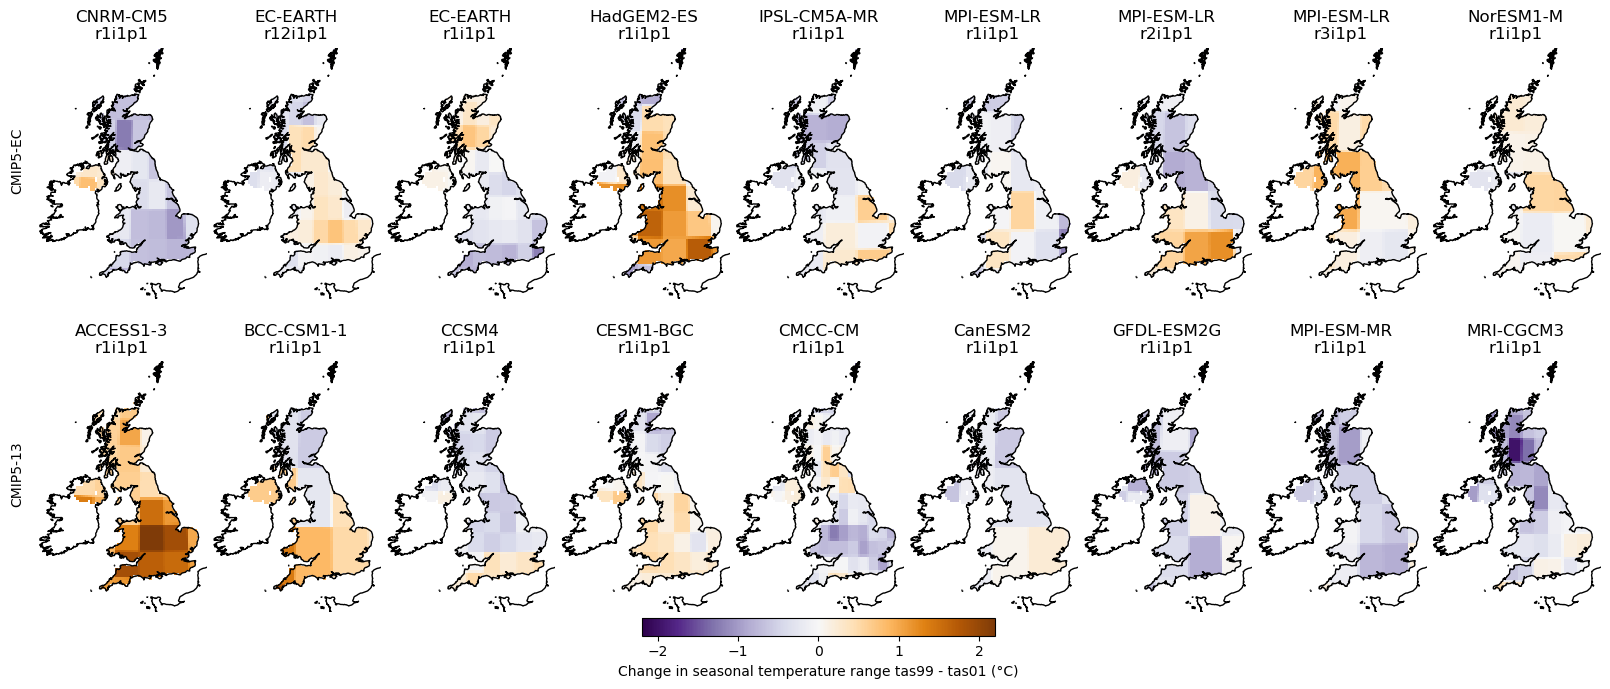 CNRM-CM5
r1i1p1
EC-EARTH
r12i1p1
EC-EARTH
r1i1p1
HadGEM2-ES
r1i1p1
IPSL-CM5A-MR
r1i1p1
MPI-ESM-LR
r1i1p1
MPI-ESM-LR
r2i1p1
MPI-ESM-LR
r3i1p1
NorESM1-M
r1i1p1
CMIP5-EC
ACCESS1-3
r1i1p1
BCC-CSM1-1
r1i1p1
CCSM4
r1i1p1
CESM1-BGC
r1i1p1
CMCC-CM
r1i1p1
CanESM2
r1i1p1
GFDL-ESM2G
r1i1p1
MPI-ESM-MR
r1i1p1
MRI-CGCM3
r1i1p1
CMIP5-13
−2 −1 0 1 2
Change in seasonal temperature range tas99 - tas01 (°C)